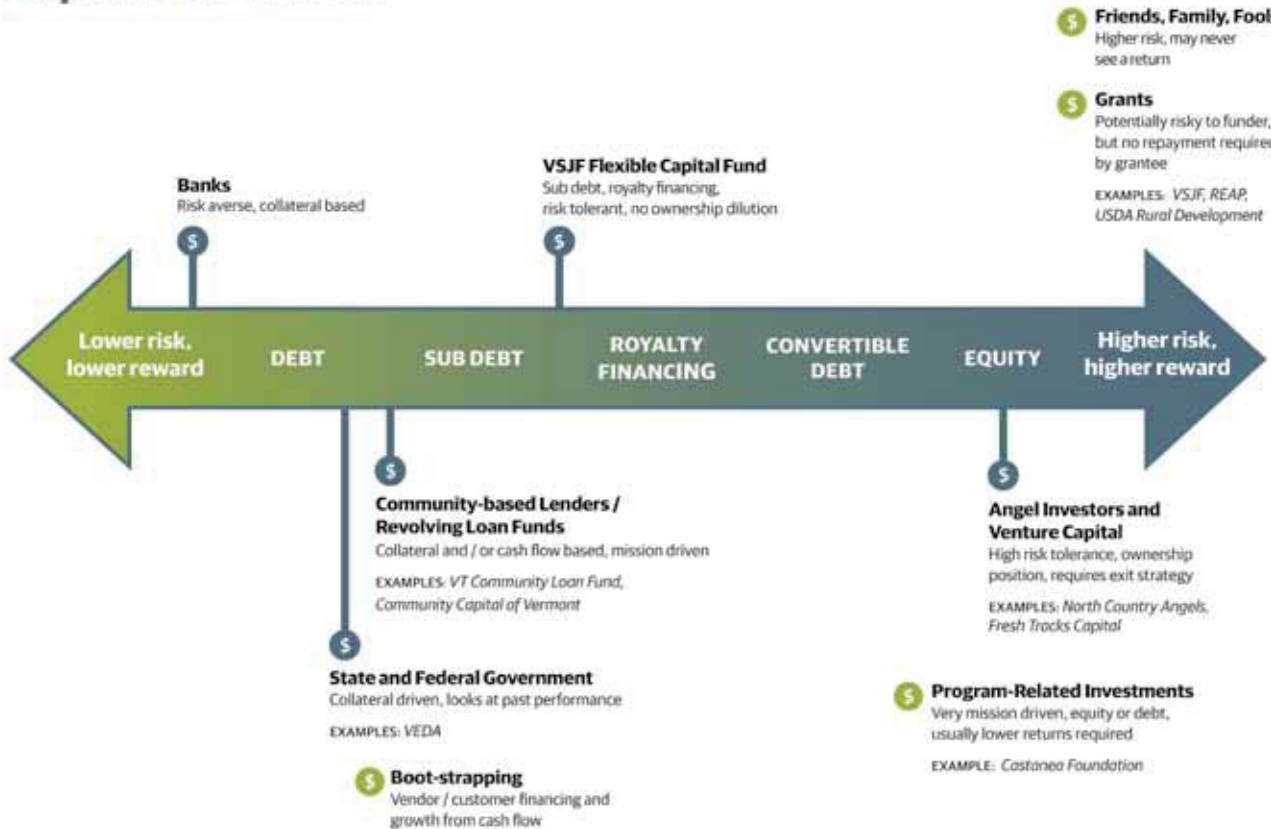 Friends, Family, Fool
Higher risk, may never
see a return
Grants
Potentially risky to funder,
but no repayment required
by grantee
EXAMPLES: VSJF, REAP,
USDA Rural Development
VSJF Flexible Capital Fund
Sub debt, royalty financing,
risk tolerant, no ownership dilution
Banks
Risk averse, collateral based
$
$
$
$
Lower risk,
lower reward
DEBT
SUB DEBT
ROYALTY
FINANCING
CONVERTIBLE
DEBT
EQUITY
Higher risk,
higher reward
$
Community-based Lenders /
Revolving Loan Funds
Collateral and / or cash flow based, mission driven
EXAMPLES: VT Community Loan Fund,
Community Capital of Vermont
$
Angel Investors and
Venture Capital
High risk tolerance, ownership
position, requires exit strategy
EXAMPLES: North Country Angels,
Fresh Tracks Capital
$
State and Federal Government
Collateral driven, looks at past performance
EXAMPLES: VEDA
$
Program-Related Investments
Very mission driven, equity or debt,
usually lower returns required
EXAMPLE: Castanea Foundation
$
Boot-strapping
Vendor / customer financing and
growth from cash flow